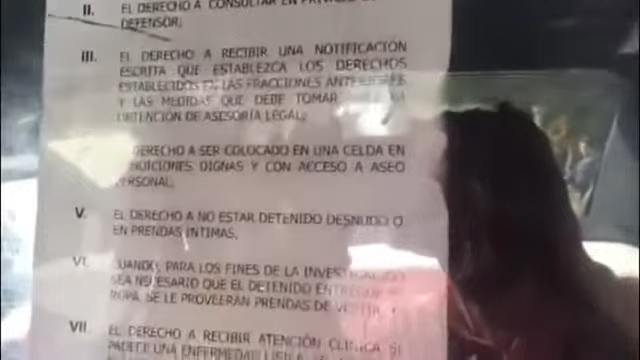 II. EL DERECHO A CONSULTAR EN
DEFENSOR;
III. EL DERECHO A RECIBIR UNA NOTIFICACIÓN
ESCRITA QUE ESTABLEZCA LOS DERECHOS
ESTABLECIDOS EN LAS FRACCIONES ANTERIORES
Y LAS MEDIDAS QUE DEBE TOMAR
OBTENCIÓN DE ASESORÍA LEGAL;
DERECHO A SER COLOCADO EN UNA CELDA EN
DIGNAS Y CON ACCESO A ASEO
PERSONAL,
V. EL DERECHO A NO ESTAR DETENIDO DESNUDO O
EN PRENDAS ÍNTIMAS,
VI. CUANDO, PARA LOS FINES DE LA INVESTIGACIÓN
SEA NECESARIO QUE EL DETENIDO ENTREGUE
ROPA, SE LE PROVEERÁN PRENDAS DE
VII. EL DERECHO A RECIBIR ATENCIÓN CLÍNICA SI
PADECE UNA ENFERMEDAD